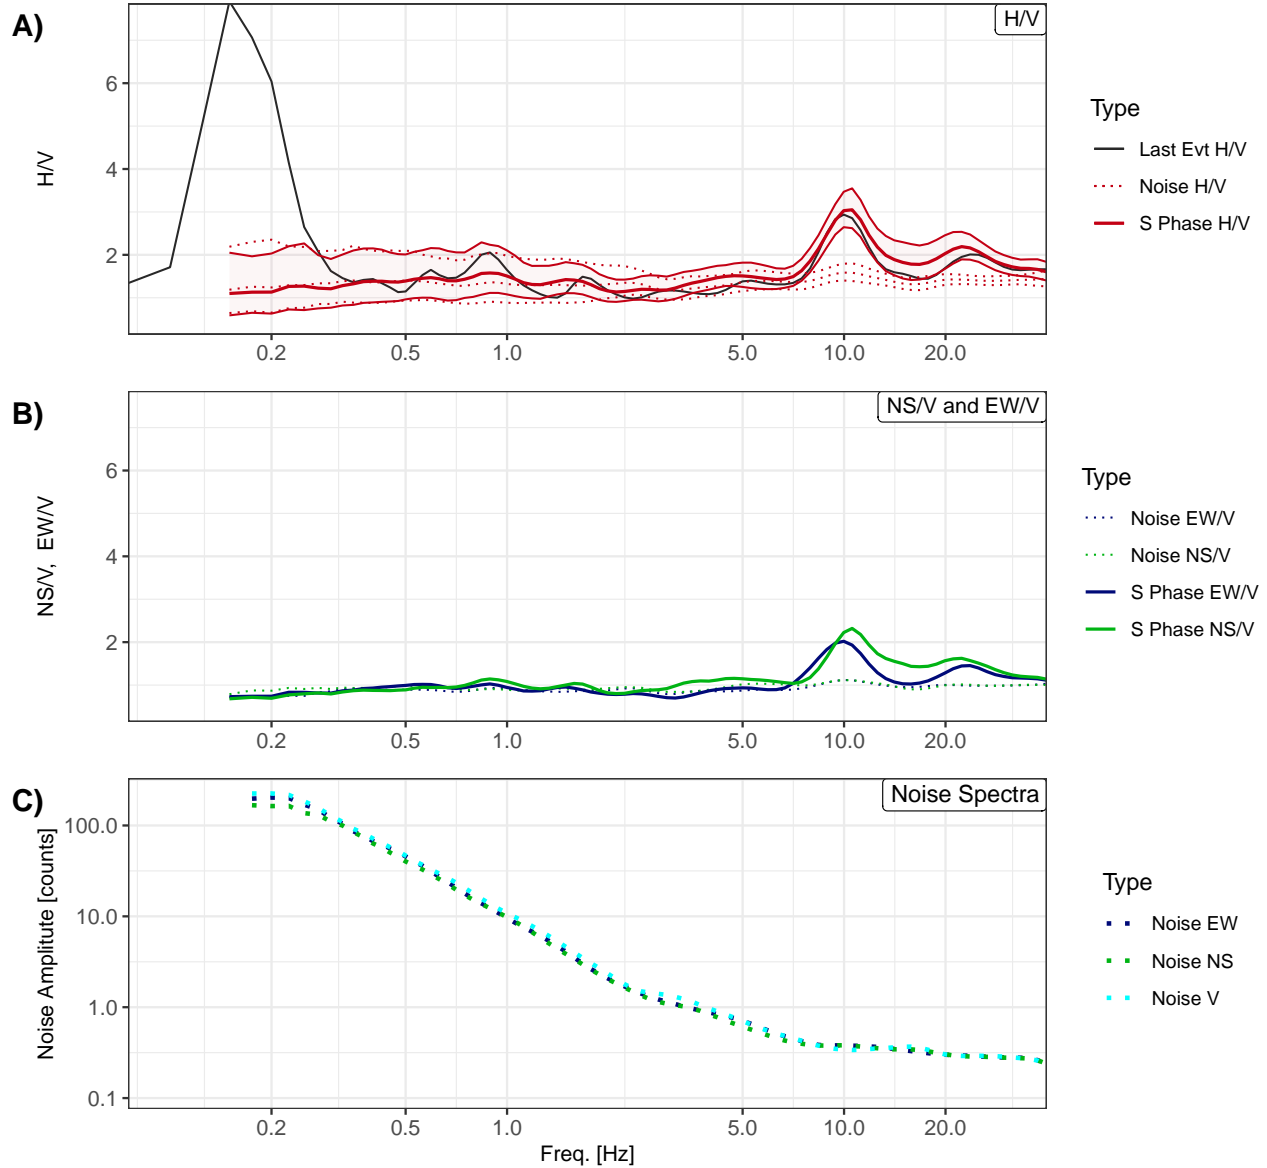 A)
H/V
6
4
2
H/V
0.2 0.5 1.0 5.0 10.0 20.0
Type
Last Evt H/V
Noise H/V
S Phase H/V
B)
NS/V and EW/V
6
4
2
NS/V, EW/V
0.2 0.5 1.0 5.0 10.0 20.0
Type
Noise EW/V
Noise NS/V
S Phase EW/V
S Phase NS/V
C)
Noise Spectra
100.0
10.0
1.0
0.1
Noise Amplitute [counts]
0.2 0.5 1.0 5.0 10.0 20.0
Freq. [Hz]
Type
Noise EW
Noise NS
Noise V